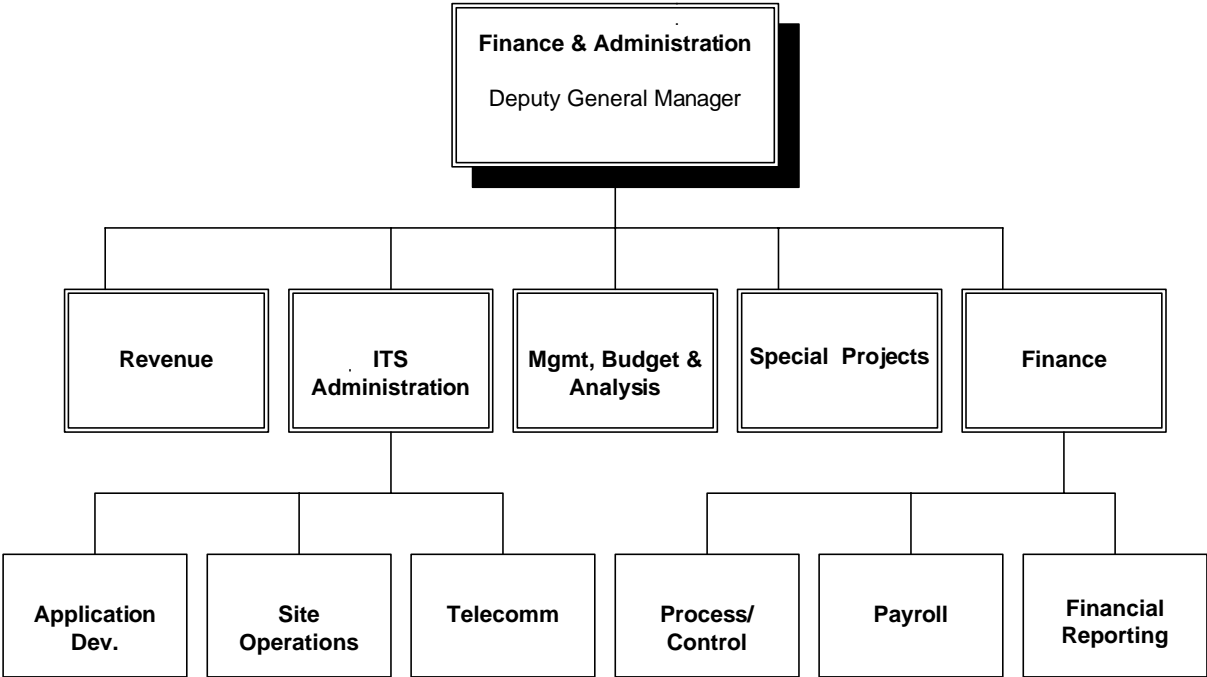 Finance & Administration
Deputy General Manager
Revenue
ITS
Administration
Mgmt, Budget &
Analysis
Special Projects
Finance
Application
Dev.
Site
Operations
Telecomm
Process/
Control
Payroll
Financial
Reporting